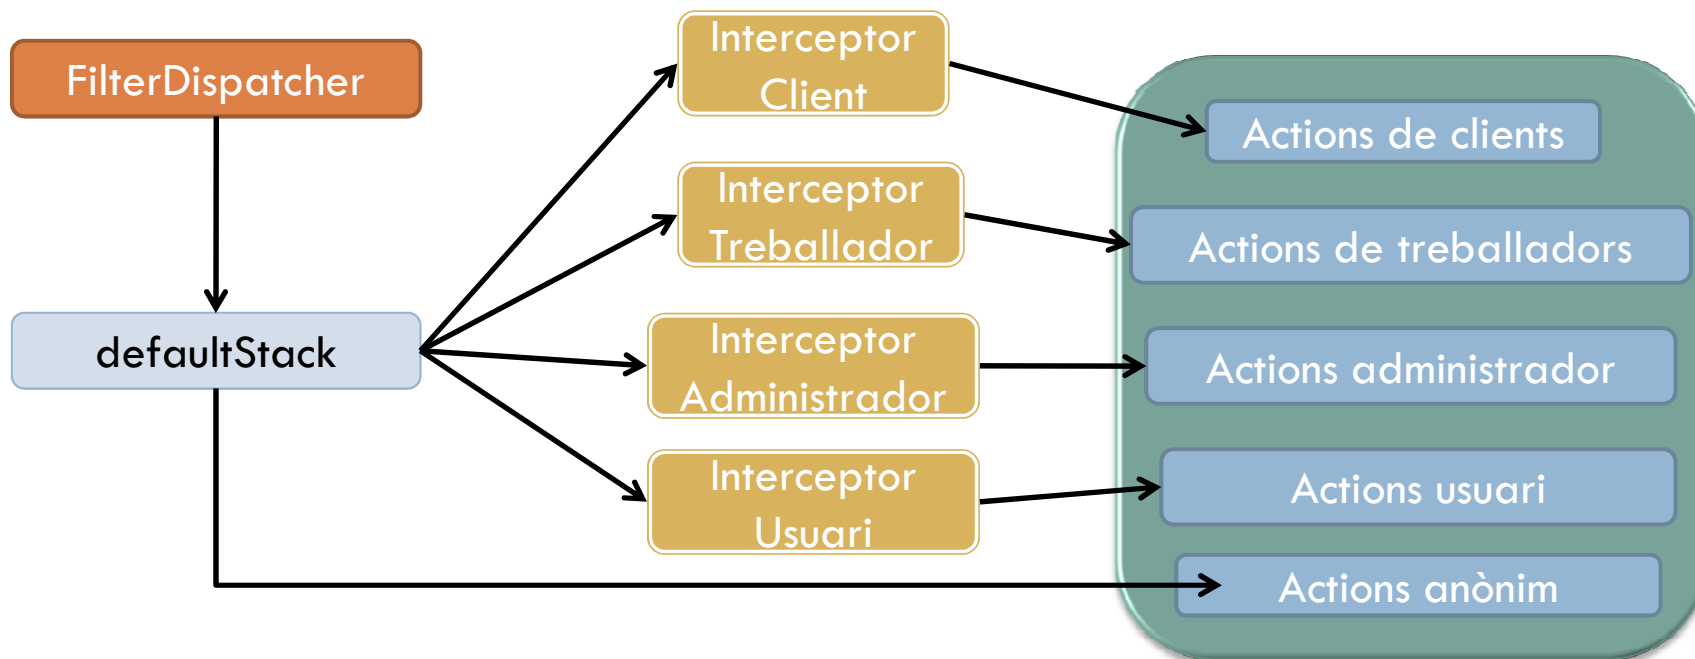 FilterDispatcher
defaultStack
Interceptor
Client
Interceptor
Treballador
Interceptor
Administrador
Interceptor
Usuari
Actions de clients
Actions de treballadors
Actions administrador
Actions usuari
Actions anònim